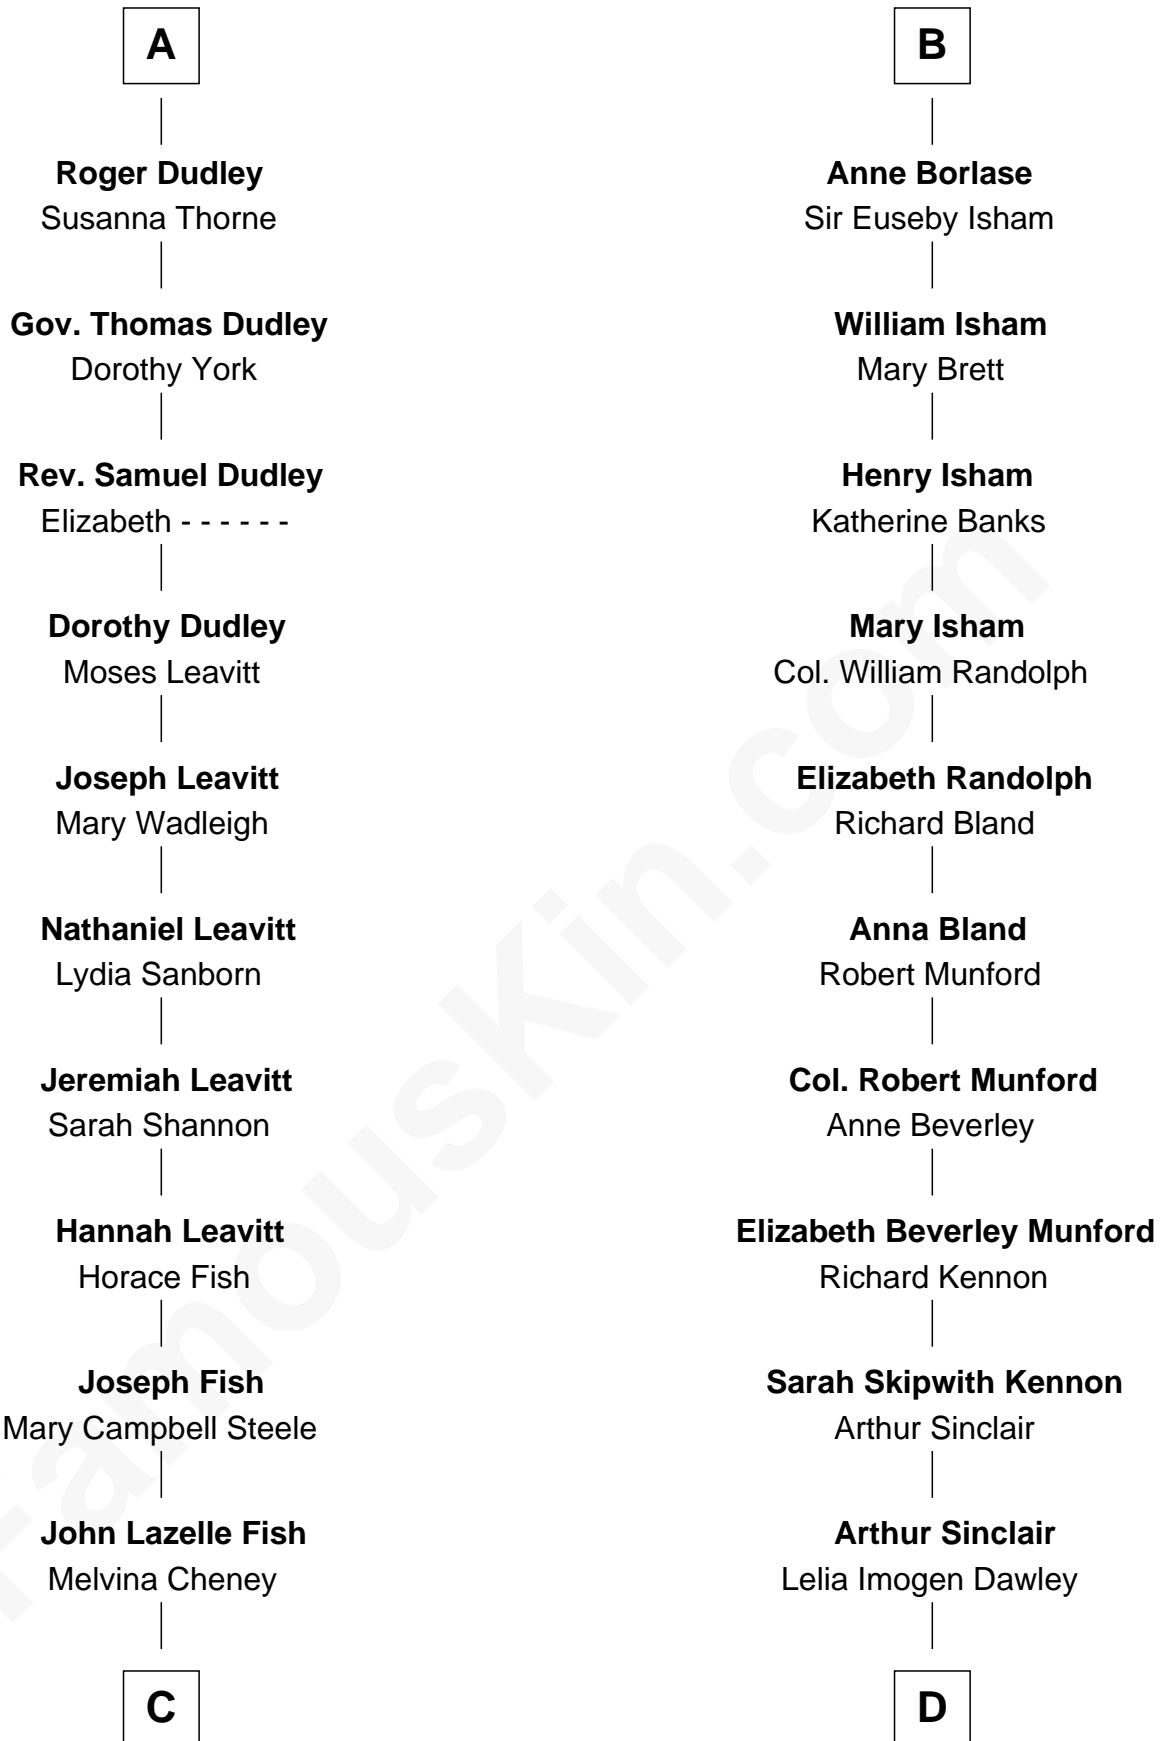 A
Roger Dudley
Susanna Thorne
Gov. Thomas Dudley
Dorothy York
Rev. Samuel Dudley
Elizabeth - - - - - -
Dorothy Dudley
Moses Leavitt
Joseph Leavitt
Mary Wadleigh
Nathaniel Leavitt
Lydia Sanborn
Jeremiah Leavitt
Sarah Shannon
Hannah Leavitt
Horace Fish
Joseph Fish
Mary Campbell Steele
John Lazelle Fish
Melvina Cheney
C
B
Anne Borlase
Sir Euseby Isham
William Isham
Mary Brett
Henry Isham
Katherine Banks
Mary Isham
Col. William Randolph
Elizabeth Randolph
Richard Bland
Anna Bland
Robert Munford
Col. Robert Munford
Anne Beverley
Elizabeth Beverley Munford
Richard Kennon
Sarah Skipwith Kennon
Arthur Sinclair
Arthur Sinclair
Lelia Imogen Dawley
D
FamousKin.com